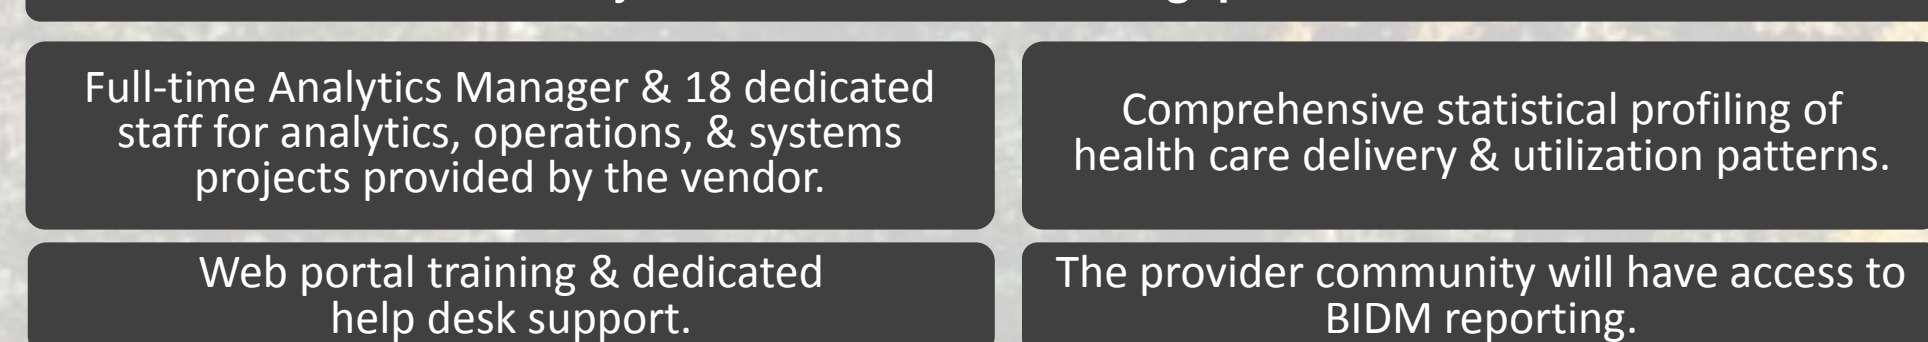 Full-time Analytics Manager & 18 dedicated
staff for analytics, operations, & systems
projects provided by the vendor.
Comprehensive statistical profiling of
health care delivery & utilization patterns.
Web portal training & dedicated
help desk support.
The provider community will have access to
BIDM reporting.